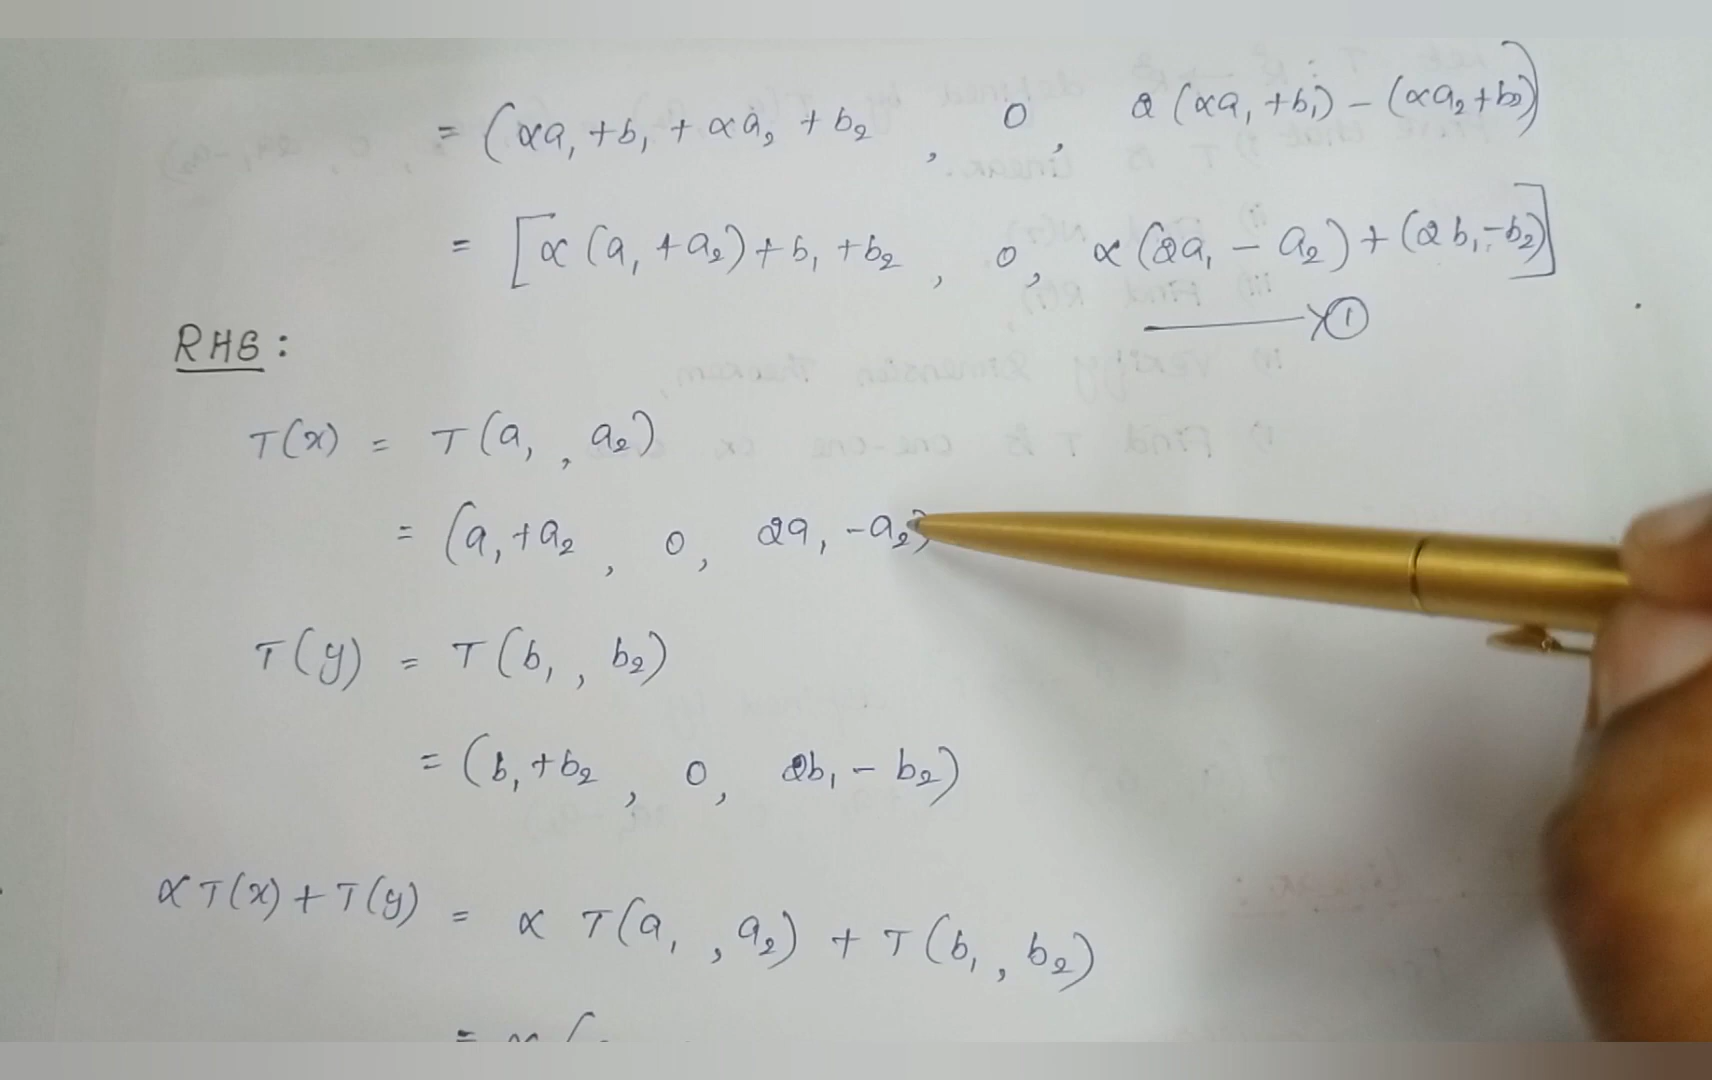 = (αa₁ + b₁ + αa₂ + b₂ , 0 , 2(αa₁ + b₁) − (αa₂ + b₂))
= [α(a₁ + a₂) + b₁ + b₂ , 0 , α(2a₁ − a₂) + (2b₁ − b₂)]
→ ①
RHS :
T(x) = T(a₁ , a₂)
= (a₁ + a₂ , 0 , 2a₁ − a₂)
T(y) = T(b₁ , b₂)
= (b₁ + b₂ , 0 , 2b₁ − b₂)
αT(x) + T(y) = α T(a₁ , a₂) + T(b₁ , b₂)